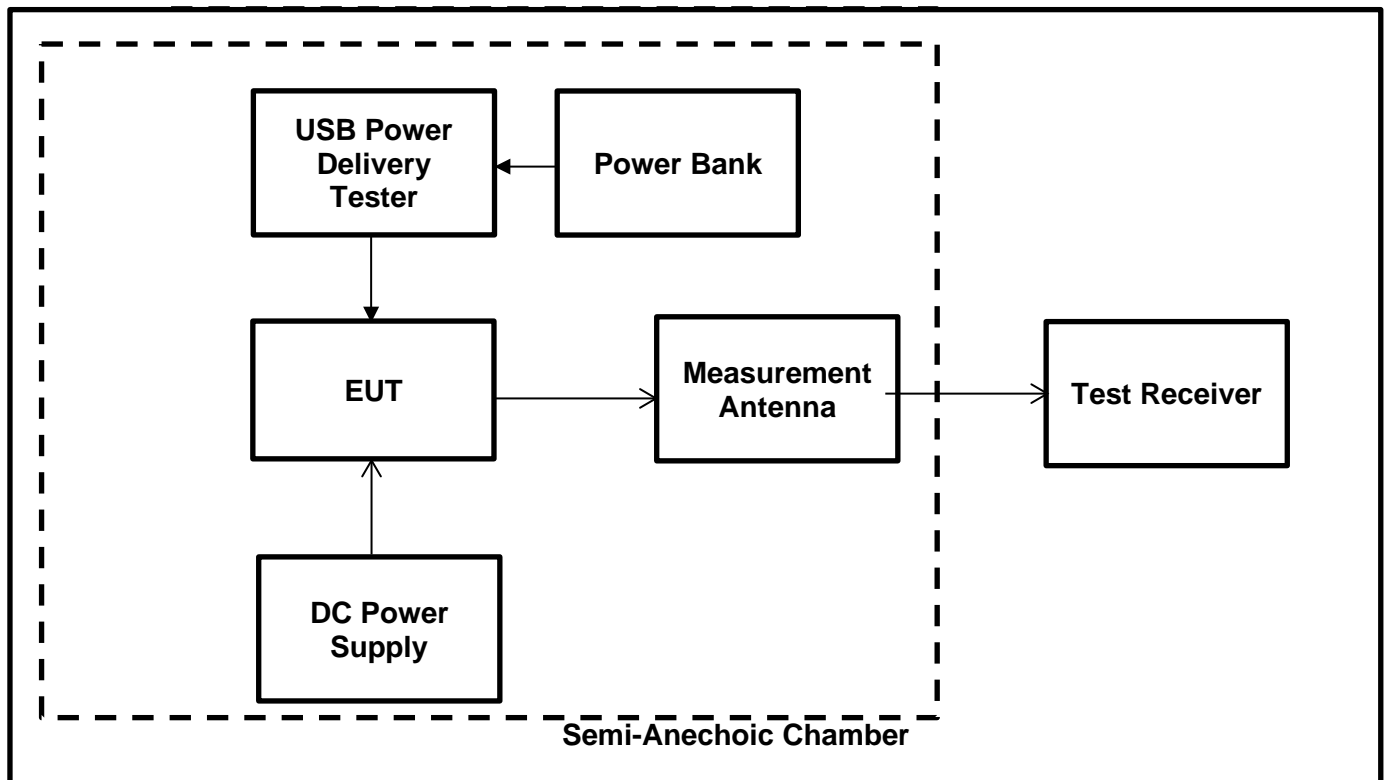 USB Power
Delivery
Tester
Power Bank
EUT
Measurement
Antenna
Test Receiver
DC Power
Supply
Semi-Anechoic Chamber